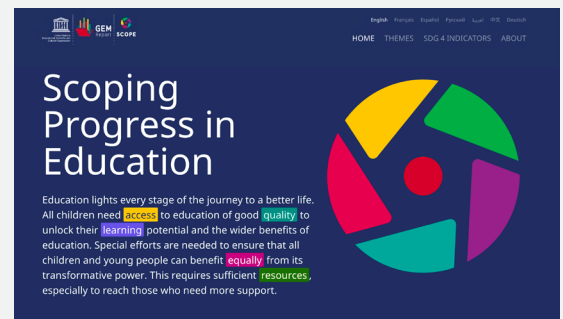 GEM
Report
SCOPE
English Français Español Русский العربية 中文 Deutsch
HOME THEMES SDG 4 INDICATORS ABOUT
Scoping
Progress in
Education
Education lights every stage of the journey to a better life.
All children need access to education of good quality to
unlock their learning potential and the wider benefits of
education. Special efforts are needed to ensure that all
children and young people can benefit equally from its
transformative power. This requires sufficient resources,
especially to reach those who need more support.